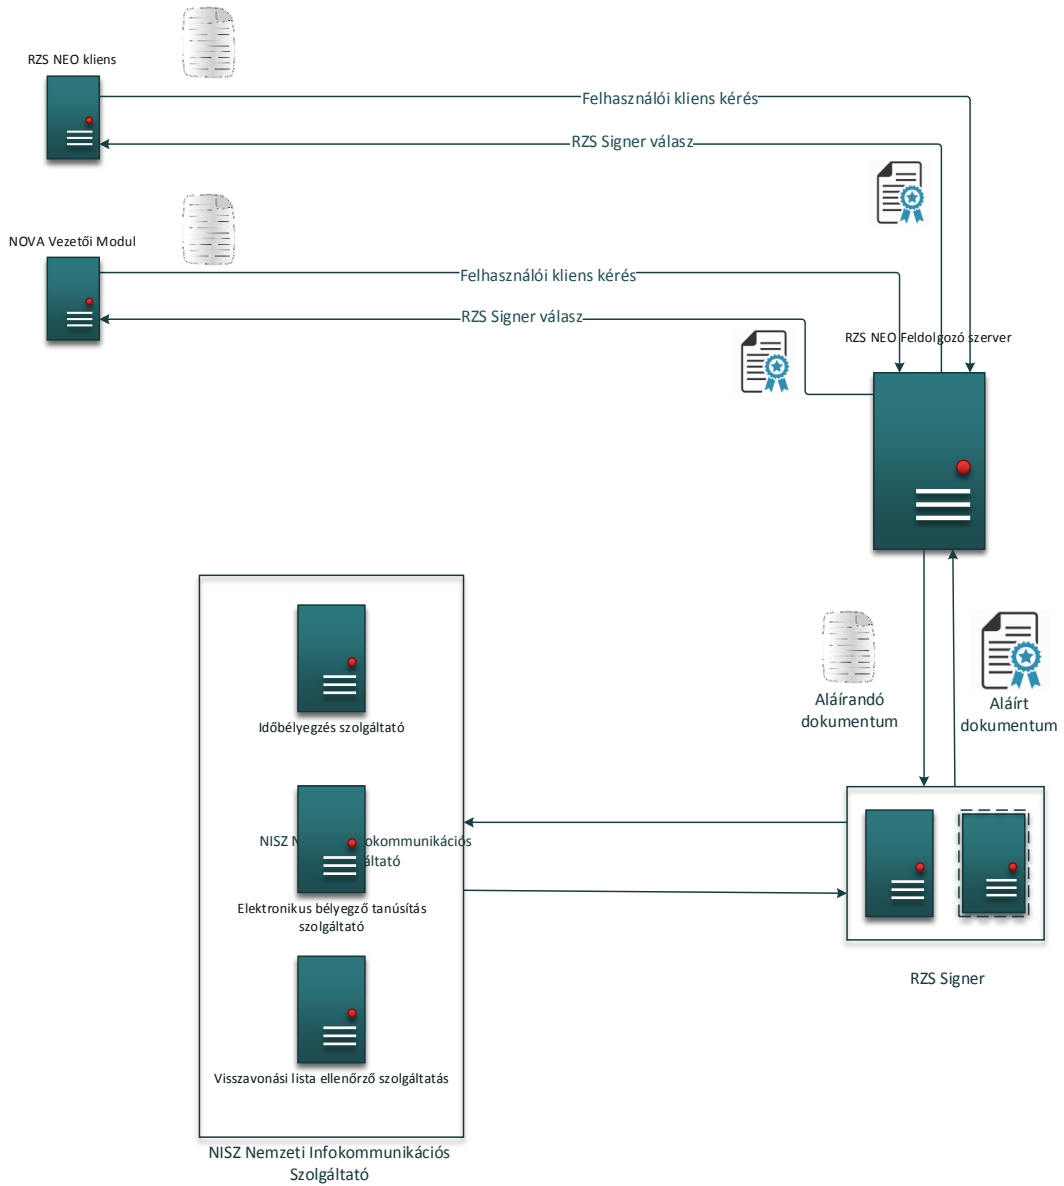 RZS NEO kliens
Felhasználói kliens kérés
RZS Signer válasz
NOVA Vezetői Modul
Felhasználói kliens kérés
RZS Signer válasz
RZS NEO Feldolgozó szerver
Aláírandó
dokumentum
Aláírt
dokumentum
Időbélyegzés szolgáltató
NISZ
Elektronikus bélyegző tanúsítás
szolgáltató
RZS Signer
Visszavonási lista ellenőrző szolgáltatás
NISZ Nemzeti Infokommunikációs
Szolgáltató